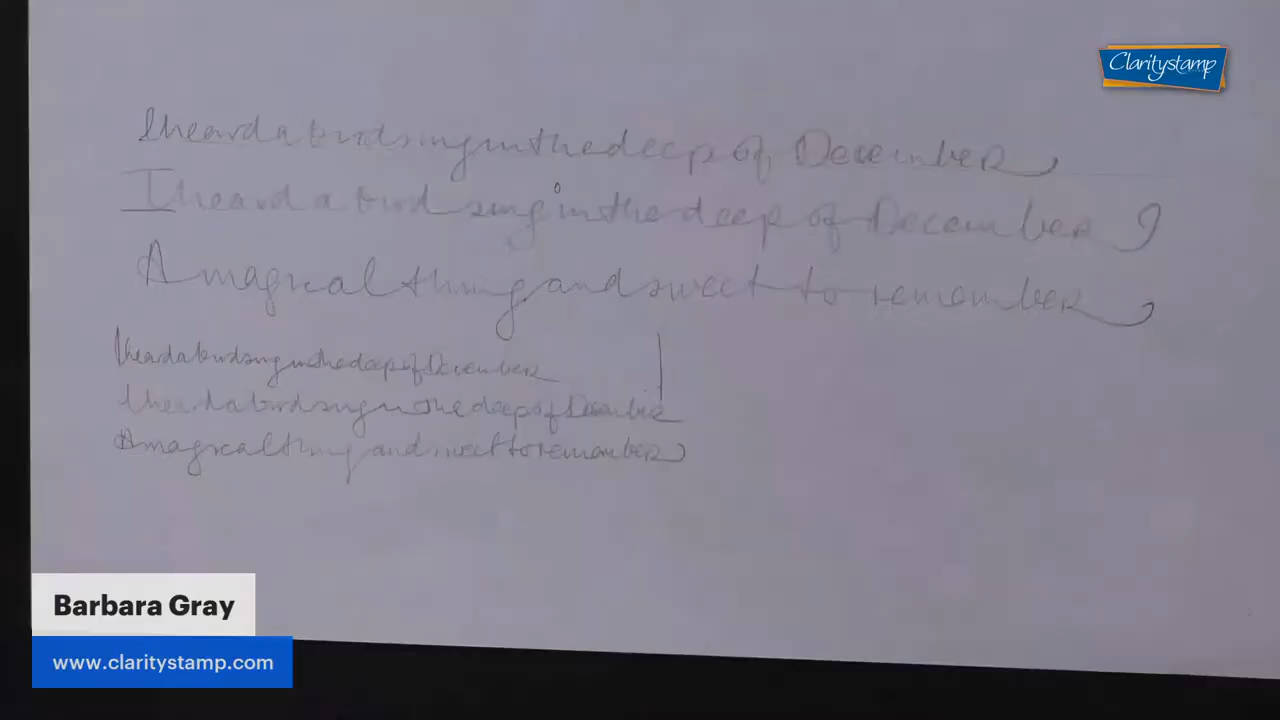 Claritystamp
I heard a bird sing in the deep of December
I heard a bird sing in the deep of December
A magical thing and sweet to remember
I heard a bird sing in the deep of December
I heard a bird sing in the deep of December
A magical thing and sweet to remember
Barbara Gray
www.claritystamp.com